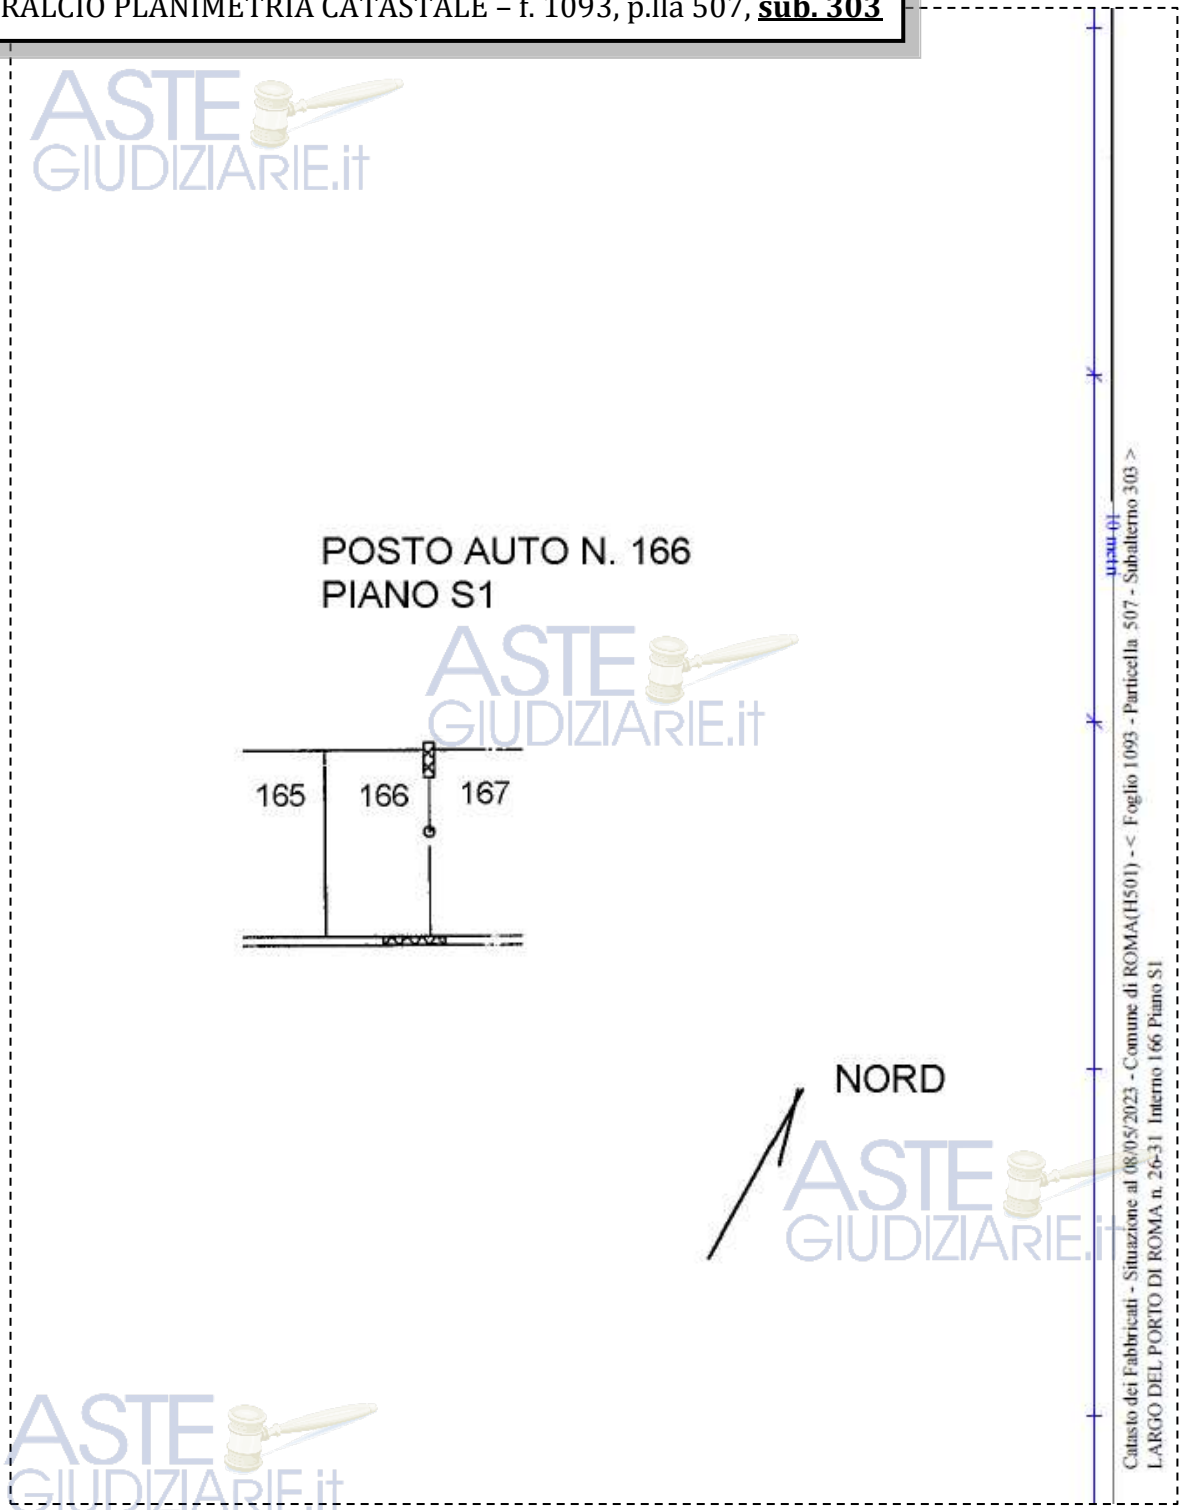 RALCIO PLANIMETRIA CATASTALE – f. 1093, p.lla 507, sub. 303
ASTE
GIUDIZIARIE.it
POSTO AUTO N. 166
PIANO S1
ASTE
GIUDIZIARIE.it
165
166
167
NORD
ASTE
GIUDIZIARIE.it
ASTE
GIUDIZIARIE.it
10 metri
Catasto dei Fabbricati - Situazione al 08/05/2023 - Comune di ROMA(H501) - < Foglio 1093 - Particella 507 - Subalterno 303 >
LARGO DEL PORTO DI ROMA n. 26-31 Interno 166 Piano S1